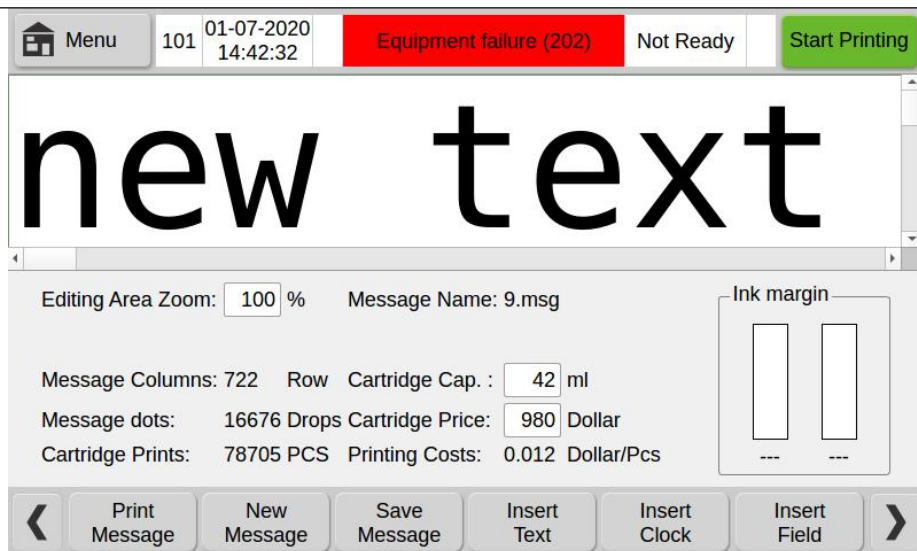 Menu 101 01-07-2020 14:42:32 Equipment failure (202) Not Ready Start Printing
new text
Editing Area Zoom: 100 % Message Name: 9.msg
Ink margin
Message Columns: 722 Row Cartridge Cap. : 42 ml
Message dots: 16676 Drops Cartridge Price: 980 Dollar
Cartridge Prints: 78705 PCS Printing Costs: 0.012 Dollar/Pcs
--- ---
Print Message New Message Save Message Insert Text Insert Clock Insert Field